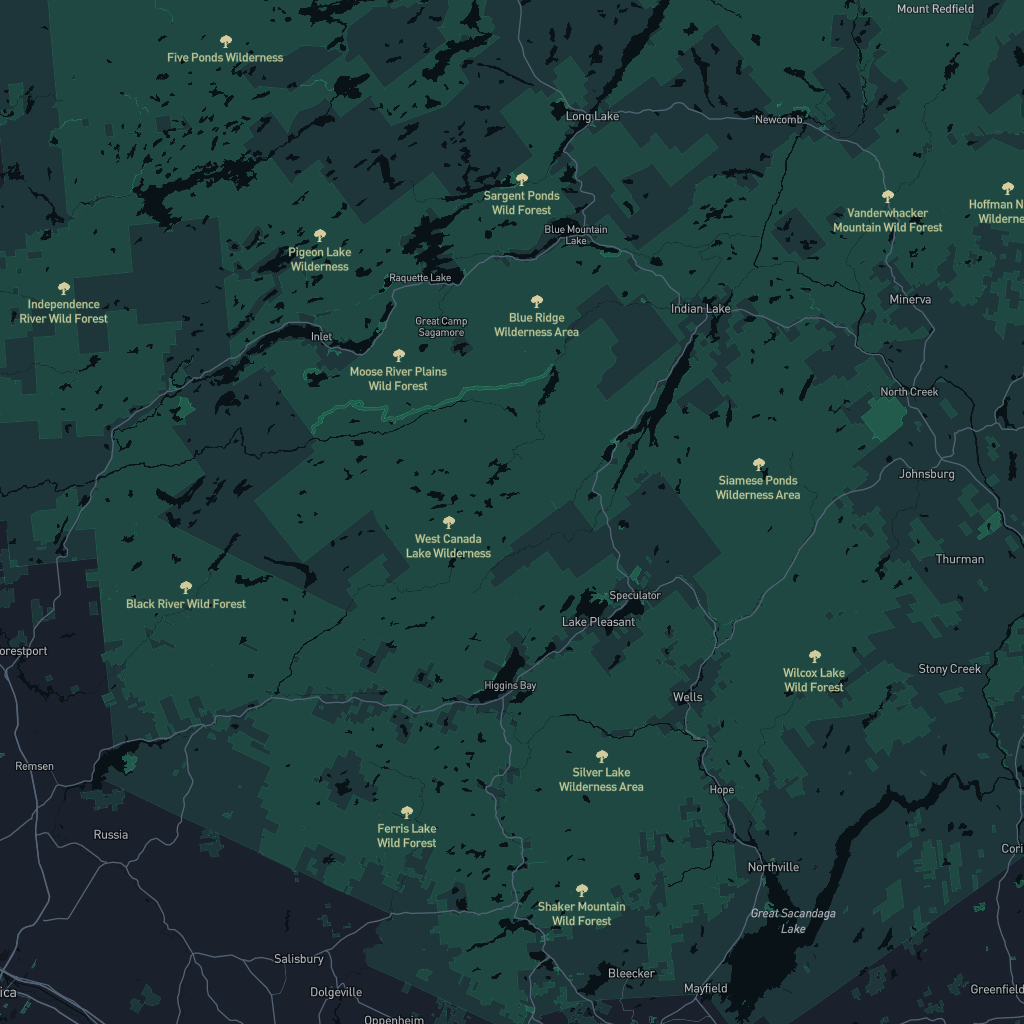 Mount Redfield
Five Ponds Wilderness
Long Lake
Newcomb
Sargent Ponds
Wild Forest
Vanderwhacker
Mountain Wild Forest
Hoffman N
Wilderne
Blue Mountain
Lake
Pigeon Lake
Wilderness
Raquette Lake
Independence
River Wild Forest
Great Camp
Sagamore
Blue Ridge
Wilderness Area
Indian Lake
Minerva
Inlet
Moose River Plains
Wild Forest
North Creek
Siamese Ponds
Wilderness Area
Johnsburg
West Canada
Lake Wilderness
Thurman
Black River Wild Forest
Speculator
Lake Pleasant
orestport
Wilcox Lake
Wild Forest
Stony Creek
Higgins Bay
Wells
Remsen
Silver Lake
Wilderness Area
Hope
Russia
Ferris Lake
Wild Forest
Cori
Northville
Shaker Mountain
Wild Forest
Great Sacandaga
Lake
Salisbury
Bleecker
Mayfield
Greenfield
ica
Dolgeville
Oppenheim